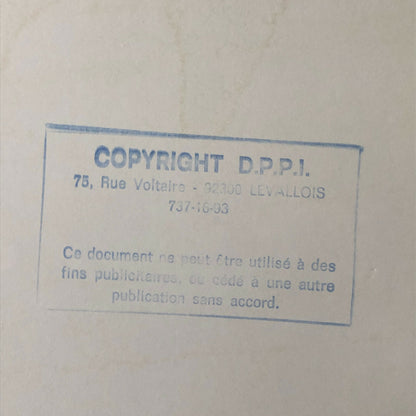 COPYRIGHT D.P.P.I.
75, Rue Voltaire - 92300 LEVALLOIS
737-16-93
Ce document ne peut être utilisé à des
fins publicitaires, ou cédé à une autre
publication sans accord.